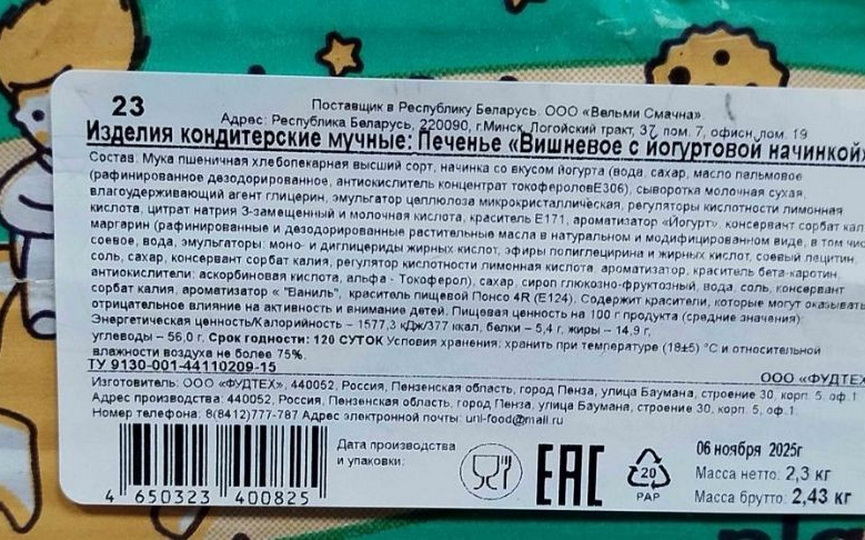 23
Поставщик в Республику Беларусь: ООО «Вельми Смачна».
Адрес: Республика Беларусь, 220090, г.Минск, Логойский тракт, 37, пом. 7, офисн. пом. 19
Изделия кондитерские мучные: Печенье «Вишневое с йогуртовой начинкой»
Состав: Мука пшеничная хлебопекарная высший сорт, начинка со вкусом йогурта (вода, сахар, масло пальмовое
(рафинированное дезодорированное, антиокислитель концентрат токоферолов Е306), сыворотка молочная сухая,
влагоудерживающий агент глицерин, эмульгатор целлюлоза микрокристаллическая, регуляторы кислотности лимонная
кислота, цитрат натрия 3-замещенный и молочная кислота, краситель Е171, ароматизатор «Йогурт», консервант сорбат кал
маргарин (рафинированные и дезодорированные растительные масла в натуральном и модифицированном виде, в том чис
соевое, вода, эмульгаторы: моно- и диглицериды жирных кислот, эфиры полиглицерина и жирных кислот, соевый лецитин,
соль, сахар, консервант сорбат калия, регулятор кислотности лимонная кислота, ароматизатор, краситель бета-каротин,
антиокислители: аскорбиновая кислота, альфа - Токоферол), сахар, сироп глюкозно-фруктозный, вода, соль, консервант
сорбат калия, ароматизатор « "Ваниль", краситель пищевой Понсо 4R (Е124). Содержит красители, которые могут оказывать
отрицательное влияние на активность и внимание детей. Пищевая ценность на 100 г продукта (средние значения):
Энергетическая ценность/Калорийность – 1577,3 кДж/377 ккал, белки – 5,4 г, жиры – 14,9 г,
углеводы – 56,0 г. Срок годности: 120 СУТОК Условия хранения: хранить при температуре (18±5) °С и относительной
влажности воздуха не более 75%.
ТУ 9130-001-44110209-15
ООО «ФУДТЕХ
Изготовитель: ООО «ФУДТЕХ», 440052, Россия, Пензенская область, город Пенза, улица Баумана, строение 30, корп. 5, оф.1
Адрес производства: 440052, Россия, Пензенская область, город Пенза, улица Баумана, строение 30, корп. 5, оф.1
Номер телефона: 8(8412)777-787 Адрес электронной почты: uni-food@mail.ru
Дата производства
и упаковки:
06 ноября 2025г
EAC
20
PAP
Масса нетто: 2,3 кг
Масса брутто: 2,43 кг
4 650323 400825